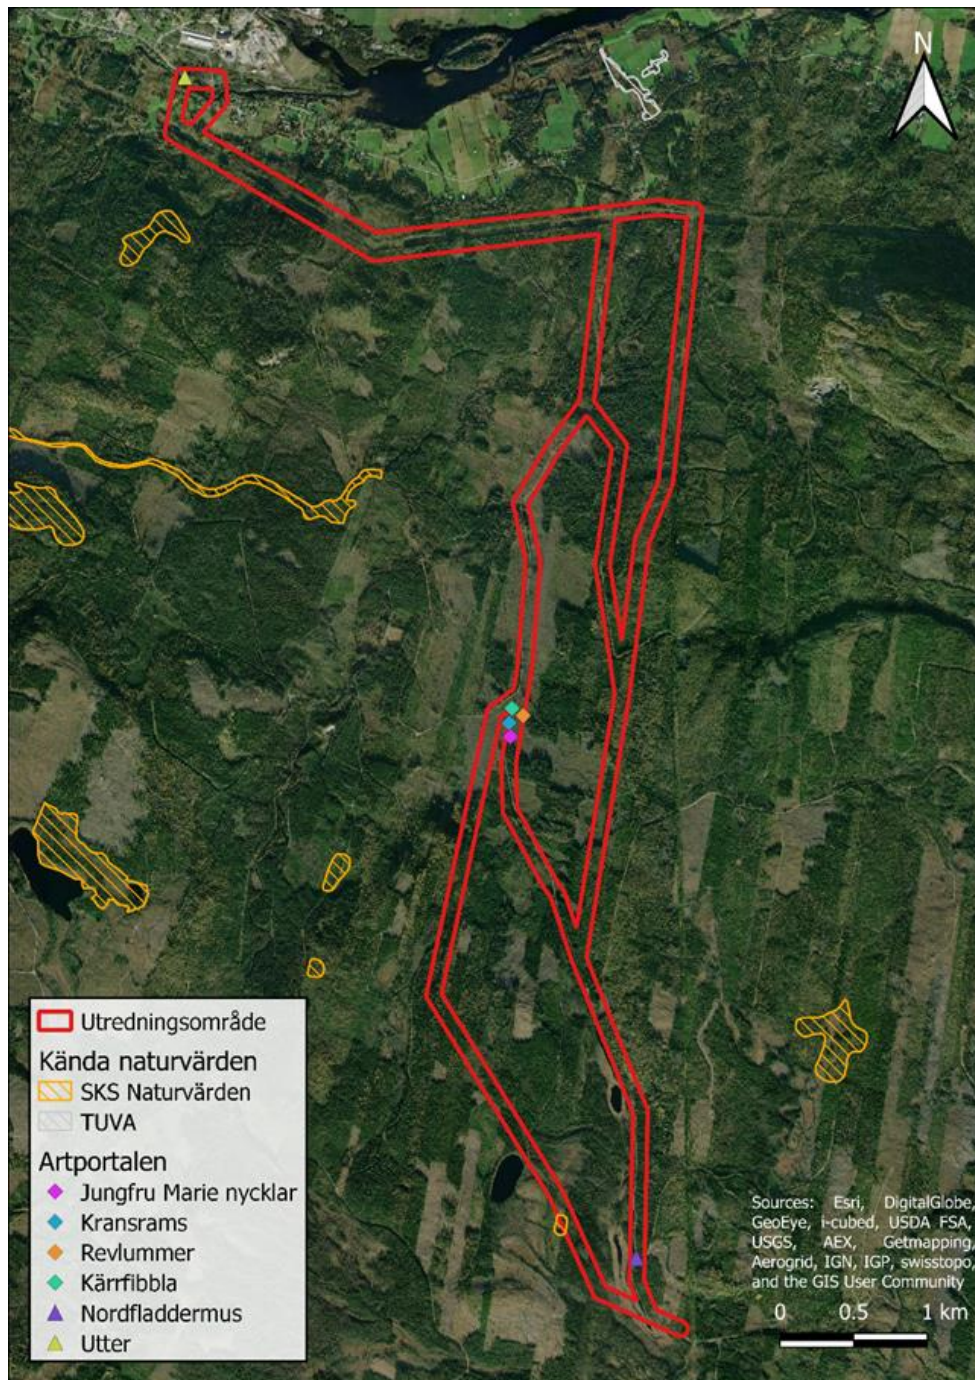 N
Utredningsområde
Kända naturvärden
SKS Naturvärden
TUVA
Artportalen
Jungfru Marie nycklar
Kransrams
Revlummer
Kärrfibbla
Nordfladdermus
Utter
Sources: Esri, DigitalGlobe,
GeoEye, i-cubed, USDA FSA,
USGS, AEX, Getmapping,
Aerogrid, IGN, IGP, swisstopo,
and the GIS User Community
0 0.5 1 km